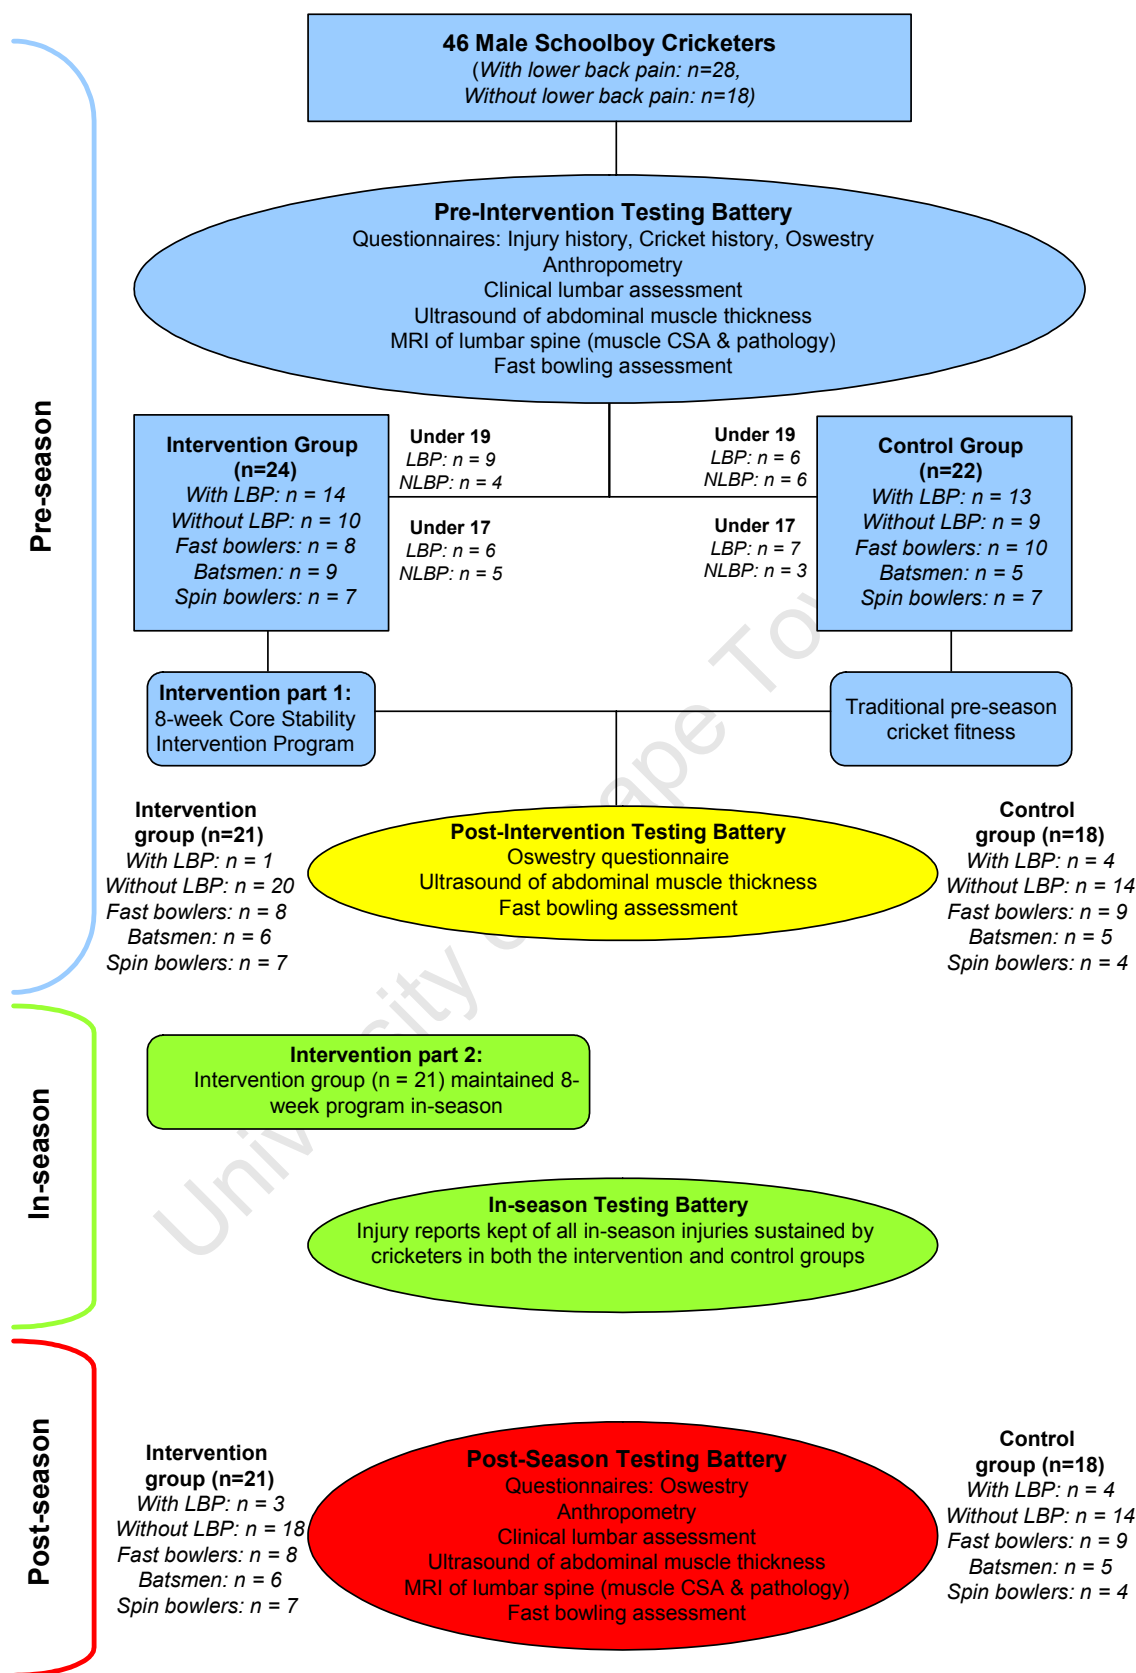 46 Male Schoolboy Cricketers
(With lower back pain: n=28,
Without lower back pain: n=18)
Pre-season
Pre-Intervention Testing Battery
Questionnaires: Injury history, Cricket history, Oswestry
Anthropometry
Clinical lumbar assessment
Ultrasound of abdominal muscle thickness
MRI of lumbar spine (muscle CSA & pathology)
Fast bowling assessment
Intervention Group
(n=24)
With LBP: n = 14
Without LBP: n = 10
Fast bowlers: n = 8
Batsmen: n = 9
Spin bowlers: n = 7
Under 19
LBP: n = 9
NLBP: n = 4
Under 17
LBP: n = 6
NLBP: n = 5
Under 19
LBP: n = 6
NLBP: n = 6
Under 17
LBP: n = 7
NLBP: n = 3
Control Group
(n=22)
With LBP: n = 13
Without LBP: n = 9
Fast bowlers: n = 10
Batsmen: n = 5
Spin bowlers: n = 7
Intervention part 1:
8-week Core Stability
Intervention Program
Traditional pre-season
cricket fitness
Intervention
group (n=21)
With LBP: n = 1
Without LBP: n = 20
Fast bowlers: n = 8
Batsmen: n = 6
Spin bowlers: n = 7
Post-Intervention Testing Battery
Oswestry questionnaire
Ultrasound of abdominal muscle thickness
Fast bowling assessment
Control
group (n=18)
With LBP: n = 4
Without LBP: n = 14
Fast bowlers: n = 9
Batsmen: n = 5
Spin bowlers: n = 4
In-season
Intervention part 2:
Intervention group (n = 21) maintained 8-
week program in-season
In-season Testing Battery
Injury reports kept of all in-season injuries sustained by
cricketers in both the intervention and control groups
Post-season
Intervention
group (n=21)
With LBP: n = 3
Without LBP: n = 18
Fast bowlers: n = 8
Batsmen: n = 6
Spin bowlers: n = 7
Post-Season Testing Battery
Questionnaires: Oswestry
Anthropometry
Clinical lumbar assessment
Ultrasound of abdominal muscle thickness
MRI of lumbar spine (muscle CSA & pathology)
Fast bowling assessment
Control
group (n=18)
With LBP: n = 4
Without LBP: n = 14
Fast bowlers: n = 9
Batsmen: n = 5
Spin bowlers: n = 4